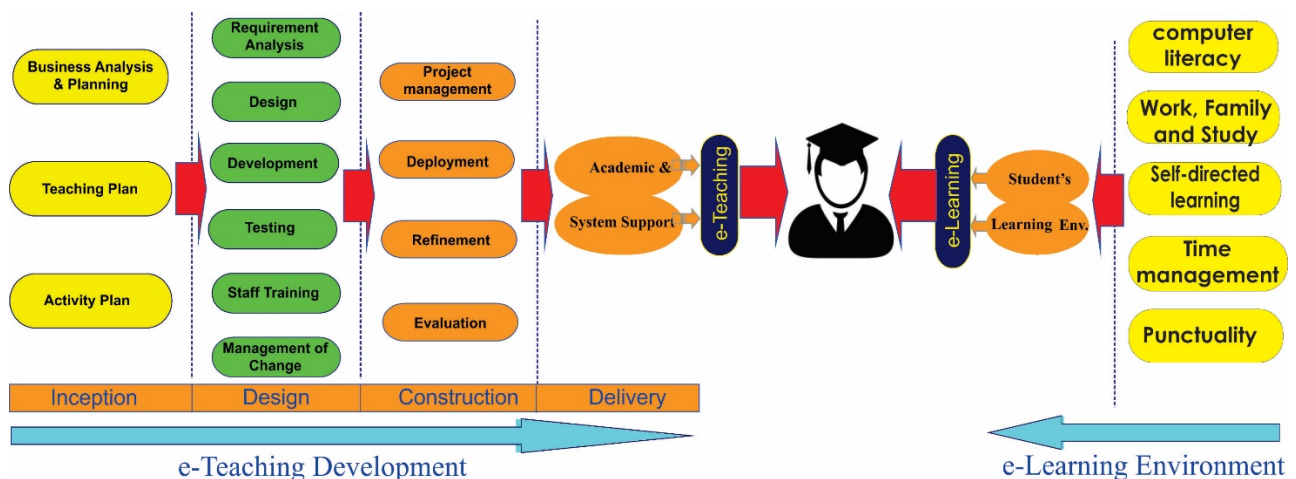 Business Analysis
& Planning
Teaching Plan
Activity Plan
Requirement
Analysis
Design
Development
Testing
Staff Training
Management of
Change
Project
management
Deployment
Refinement
Evaluation
Academic &
System Support
e-Teaching
e-Learning
Student's
Learning Env.
computer
literacy
Work, Family
and Study
Self-directed
learning
Time
management
Punctuality
Inception
Design
Construction
Delivery
e-Teaching Development
e-Learning Environment